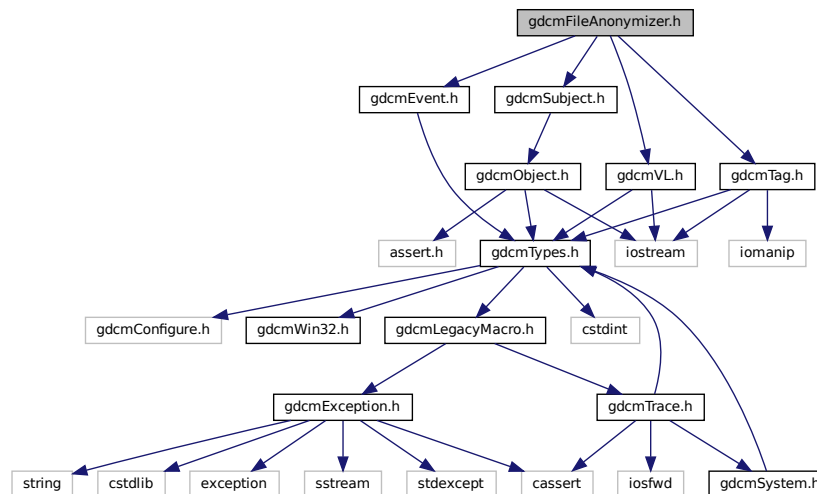 gdcmFileAnonymizer.h
gdcmEvent.h
gdcmSubject.h
gdcmObject.h
gdcmVL.h
gdcmTag.h
assert.h
gdcmTypes.h
iostream
iomanip
gdcmConfigure.h
gdcmWin32.h
gdcmLegacyMacro.h
cstdint
gdcmException.h
gdcmTrace.h
string
cstdlib
exception
sstream
stdexcept
cassert
iosfwd
gdcmSystem.h